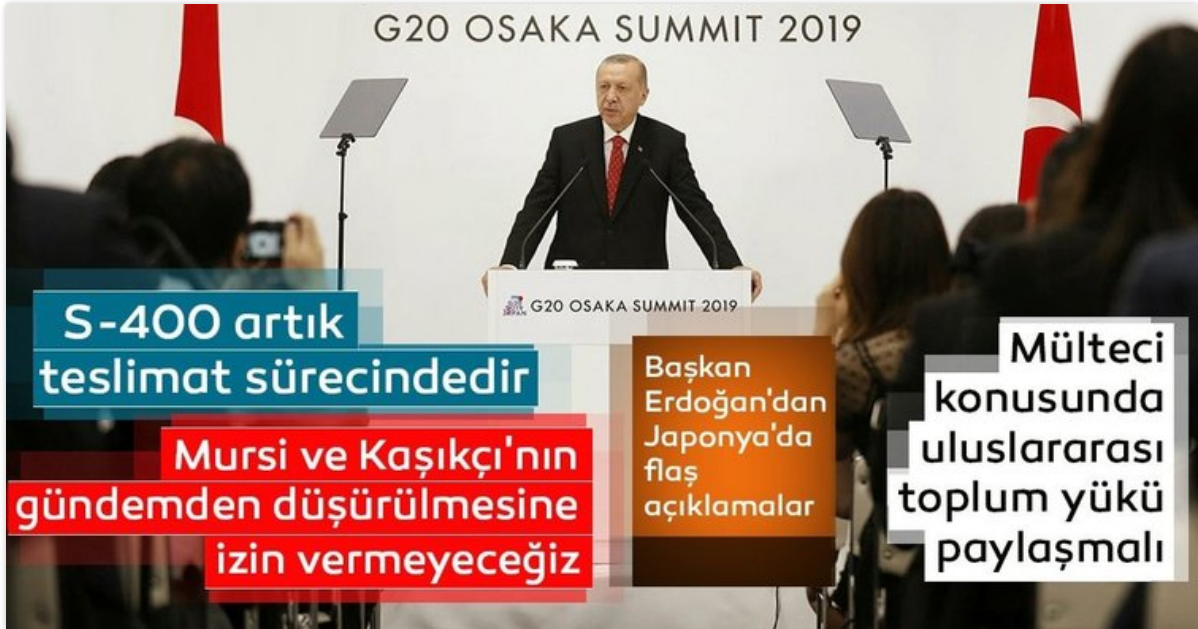 G20 OSAKA SUMMIT 2019
G20 OSAKA SUMMIT 2019
S-400 artık
teslimat sürecindedir
Mursi ve Kaşıkçı'nın
gündemden düşürülmesine
izin vermeyeceğiz
Başkan
Erdoğan'dan
Japonya'da
flaş
açıklamalar
Mülteci
konusunda
uluslararası
toplum yükü
paylaşmalı